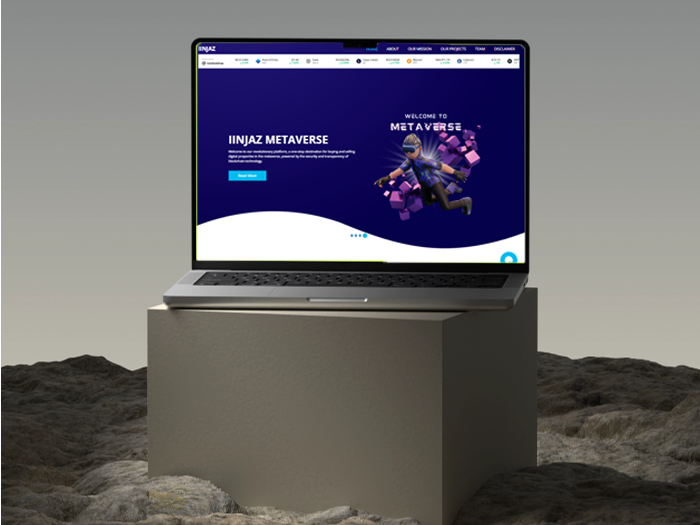 IINJAZ
HOME ABOUT OUR MISSION OUR PROJECTS TEAM DISCLAIMER
WELCOME TO
METAVERSE
IINJAZ METAVERSE
Welcome to our revolutionary platform, a one-stop destination for buying and selling
digital properties in the metaverse, powered by the security and transparency of
blockchain technology.
Read More